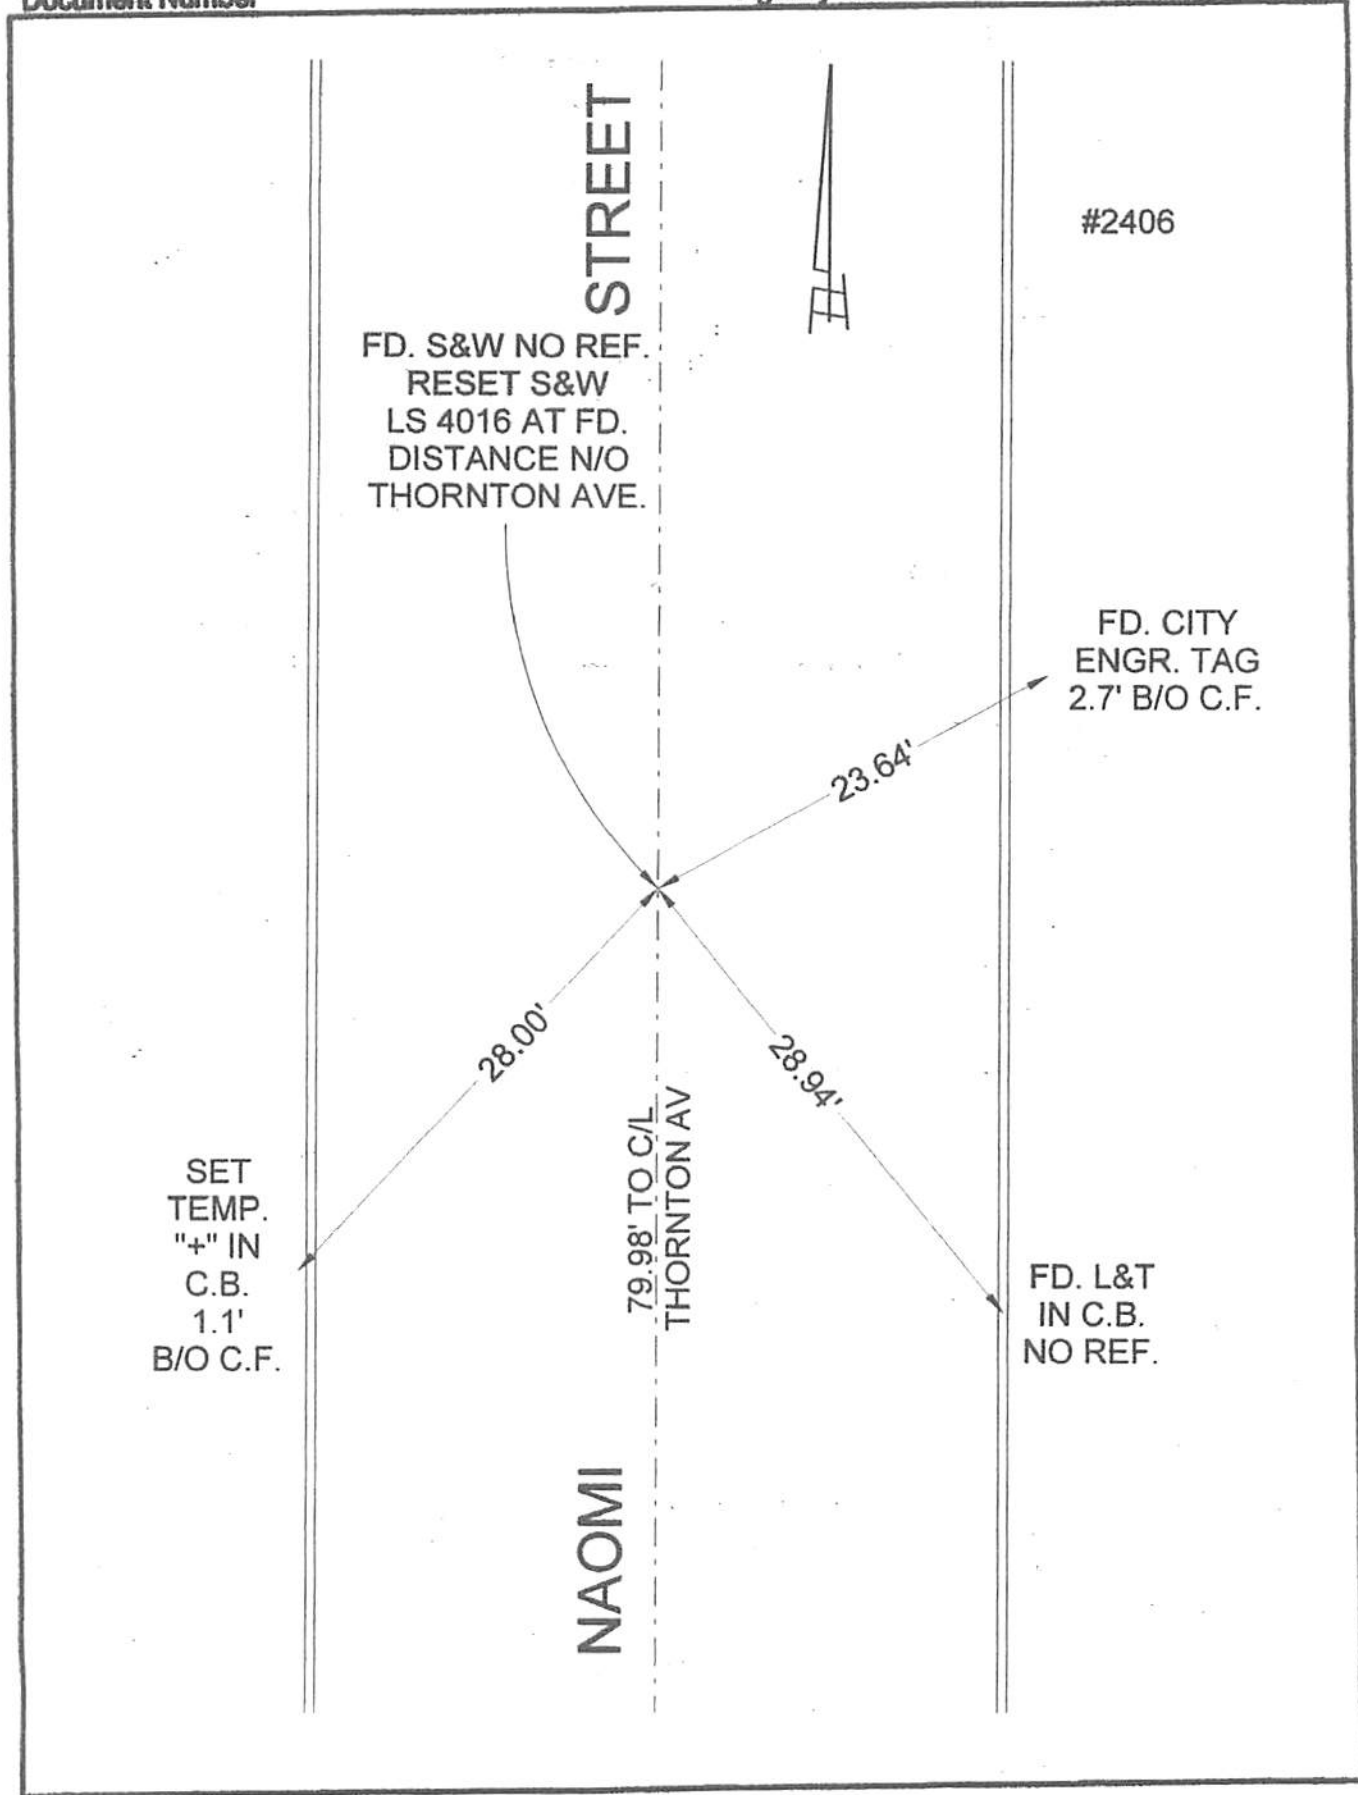 Document Number
STREET
#2406
FD. S&W NO REF.
RESET S&W
LS 4016 AT FD.
DISTANCE N/O
THORNTON AVE.
FD. CITY
ENGR. TAG
2.7' B/O C.F.
23.64'
28.00'
28.94'
79.98' TO C/L
THORNTON AV
SET
TEMP.
"+" IN
C.B.
1.1'
B/O C.F.
FD. L&T
IN C.B.
NO REF.
NAOMI